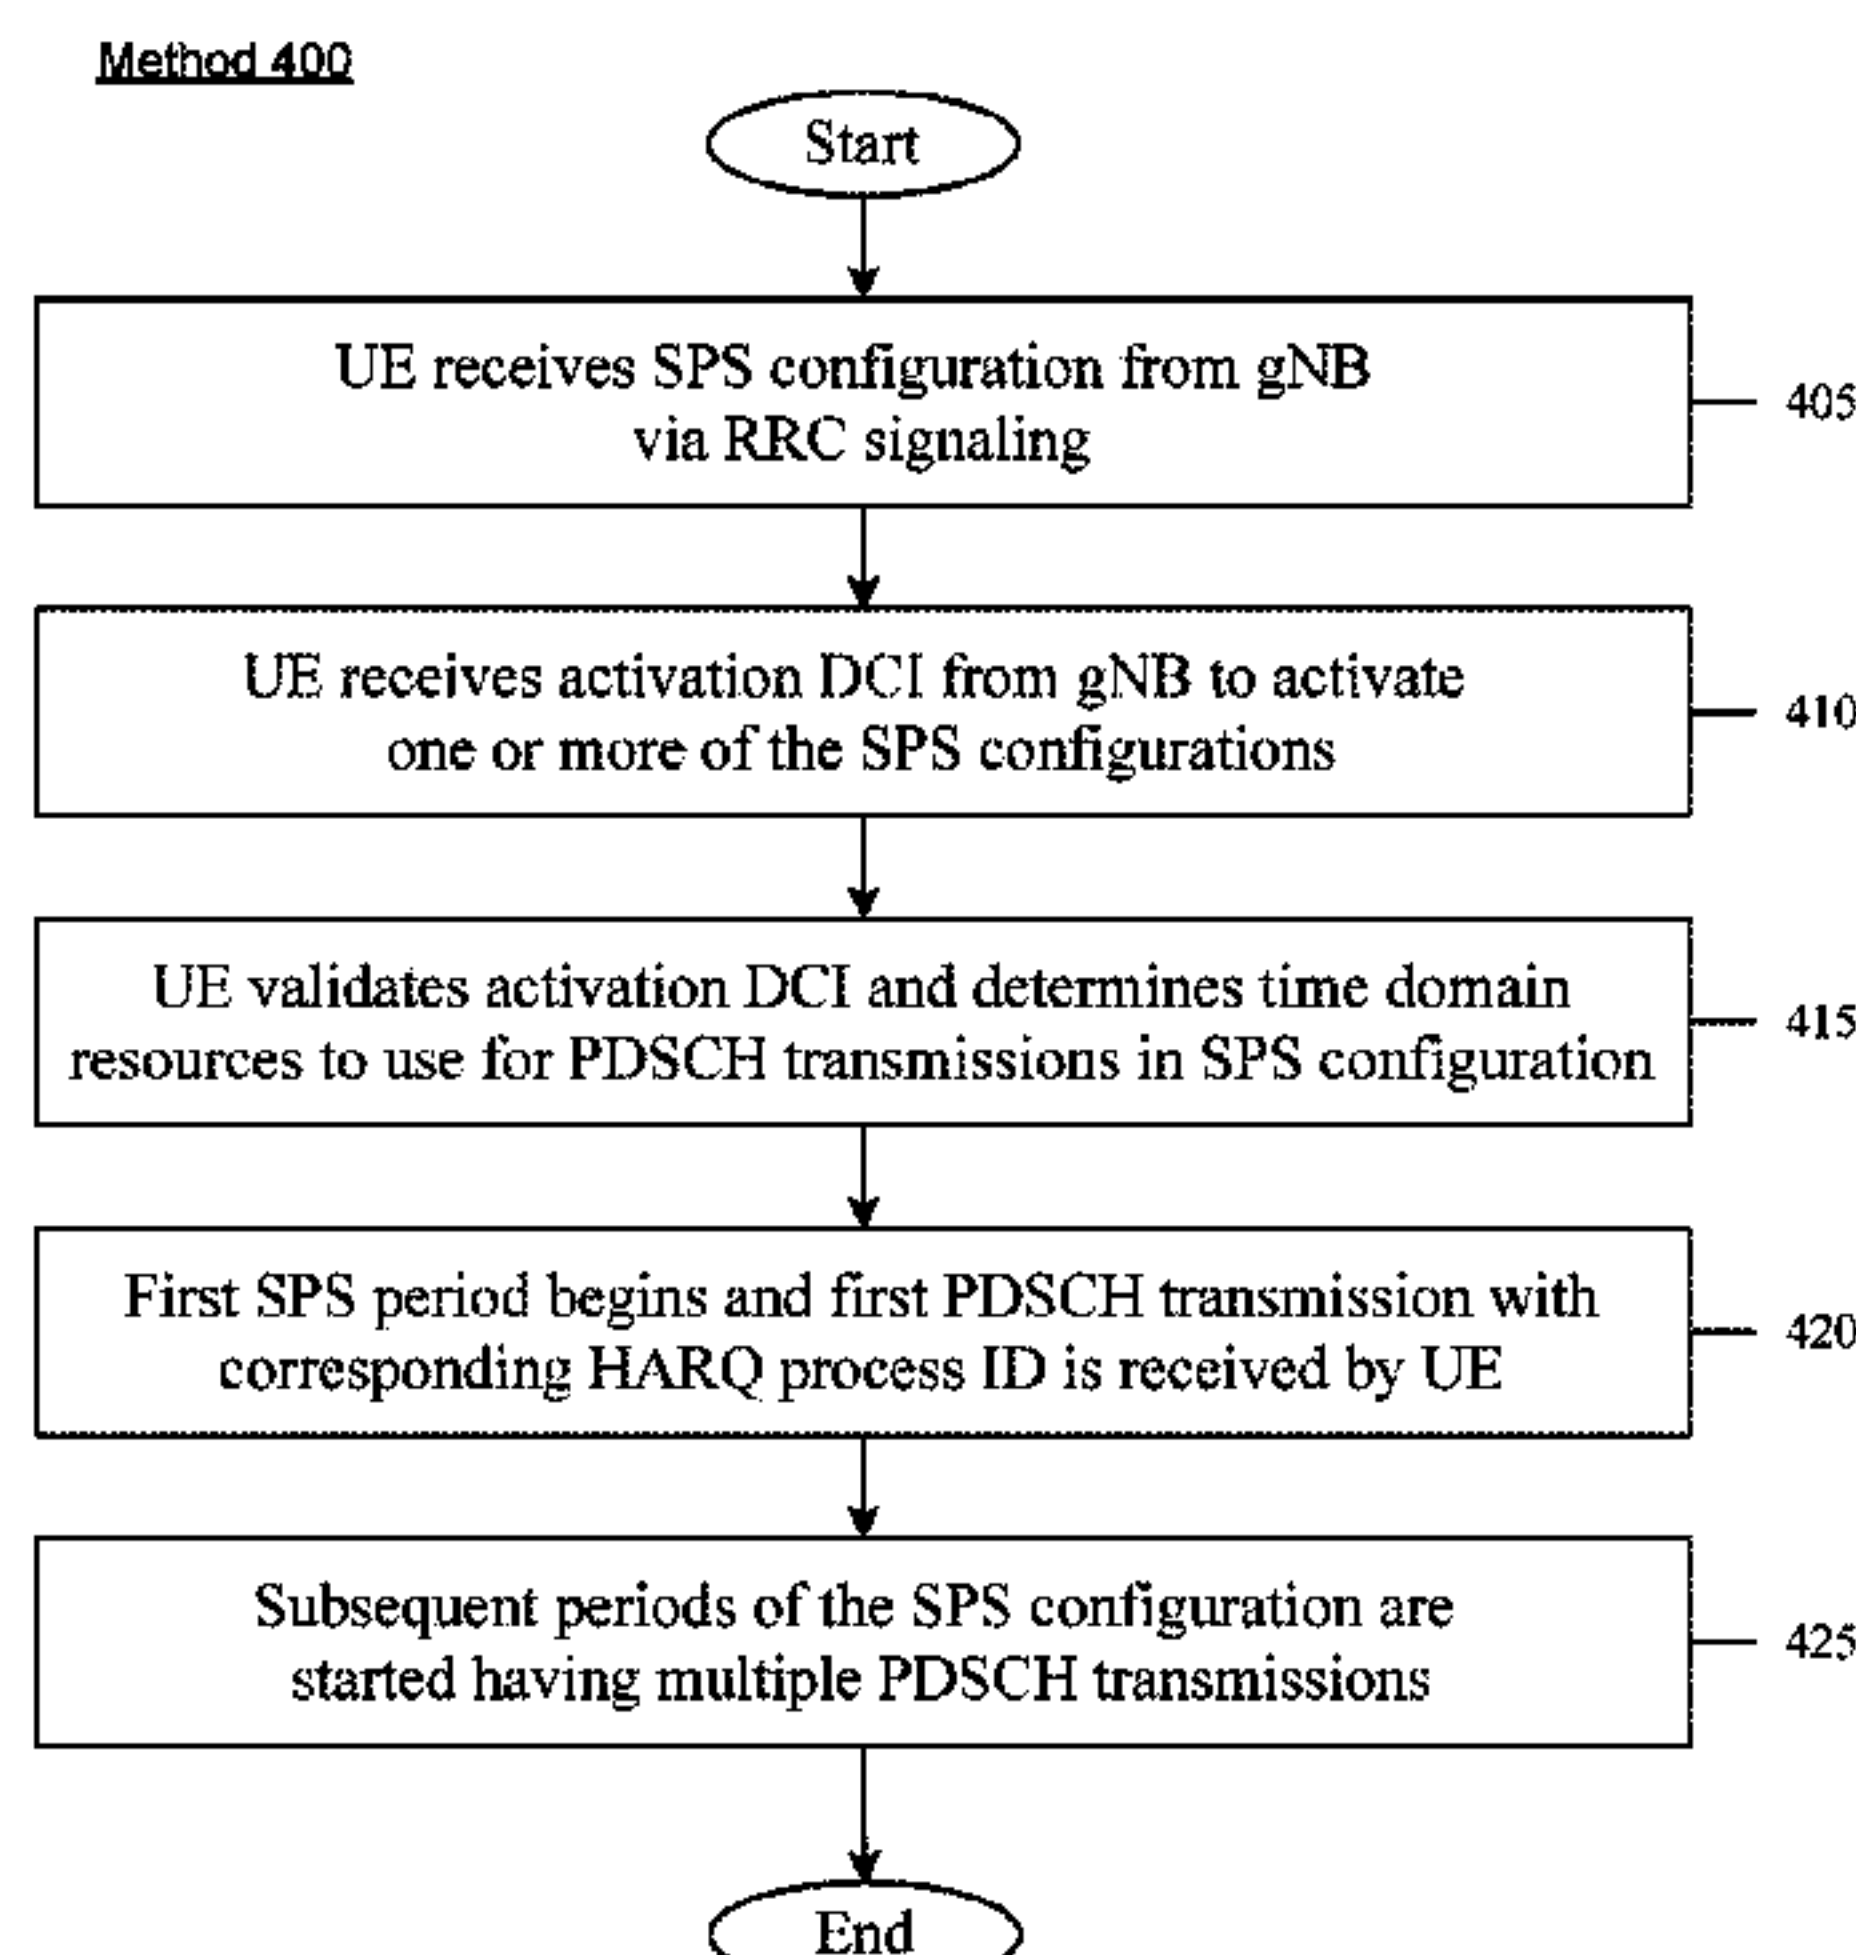 Method 400
Start
UE receives SPS configuration from gNB
via RRC signaling
405
UE receives activation DCI from gNB to activate
one or more of the SPS configurations
410
UE validates activation DCI and determines time domain
resources to use for PDSCH transmissions in SPS configuration
415
First SPS period begins and first PDSCH transmission with
corresponding HARQ process ID is received by UE
420
Subsequent periods of the SPS configuration are
started having multiple PDSCH transmissions
425
End